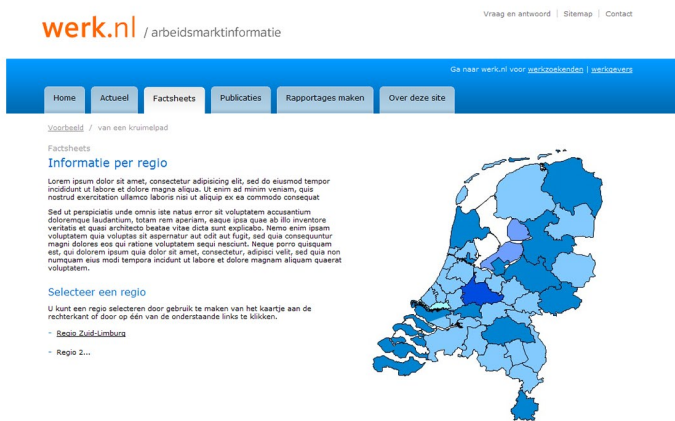 Vraag en antwoord | Sitemap | Contact
werk.nl / arbeidsmarktinformatie
Ga naar werk.nl voor werkzoekenden | werkgevers
Home Actueel Factsheets Publicaties Rapportages maken Over deze site
Voorbeeld / van een kruimelpad
Factsheets
Informatie per regio
Lorem ipsum dolor sit amet, consectetur adipisicing elit, sed do eiusmod tempor
incididunt ut labore et dolore magna aliqua. Ut enim ad minim veniam, quis
nostrud exercitation ullamco laboris nisi ut aliquip ex ea commodo consequat
Sed ut perspiciatis unde omnis iste natus error sit voluptatem accusantium
doloremque laudantium, totam rem aperiam, eaque ipsa quae ab illo inventore
veritatis et quasi architecto beatae vitae dicta sunt explicabo. Nemo enim ipsam
voluptatem quia voluptas sit aspernatur aut odit aut fugit, sed quia consequuntur
magni dolores eos qui ratione voluptatem sequi nesciunt. Neque porro quisquam
est, qui dolorem ipsum quia dolor sit amet, consectetur, adipisci velit, sed quia non
numquam eius modi tempora incidunt ut labore et dolore magnam aliquam quaerat
voluptatem.
Selecteer een regio
U kunt een regio selecteren door gebruik te maken van het kaartje aan de
rechterkant of door op één van de onderstaande links te klikken.
- Regio Zuid-Limburg
- Regio 2...